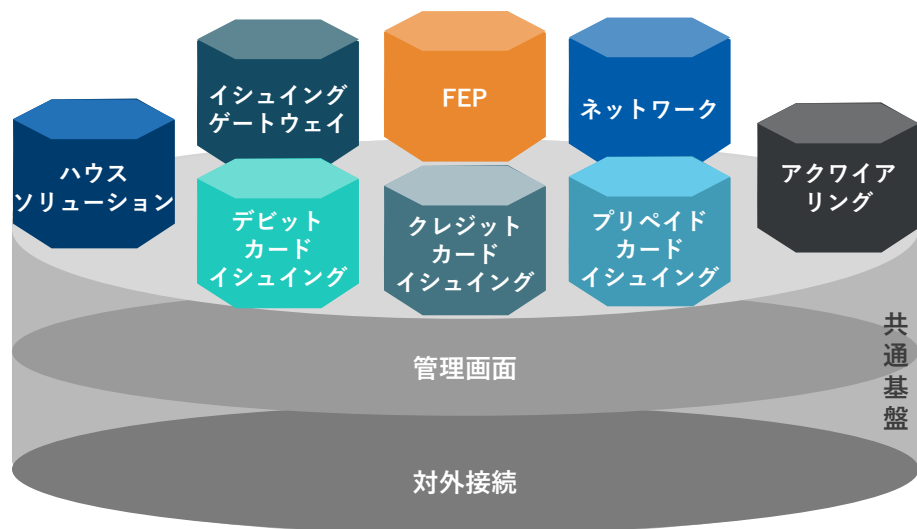 イシュイング
ゲートウェイ
FEP
ネットワーク
ハウス
ソリューション
アクワイア
リング
デビット
カード
イシュイング
クレジット
カード
イシュイング
プリペイド
カード
イシュイング
共通基盤
管理画面
対外接続